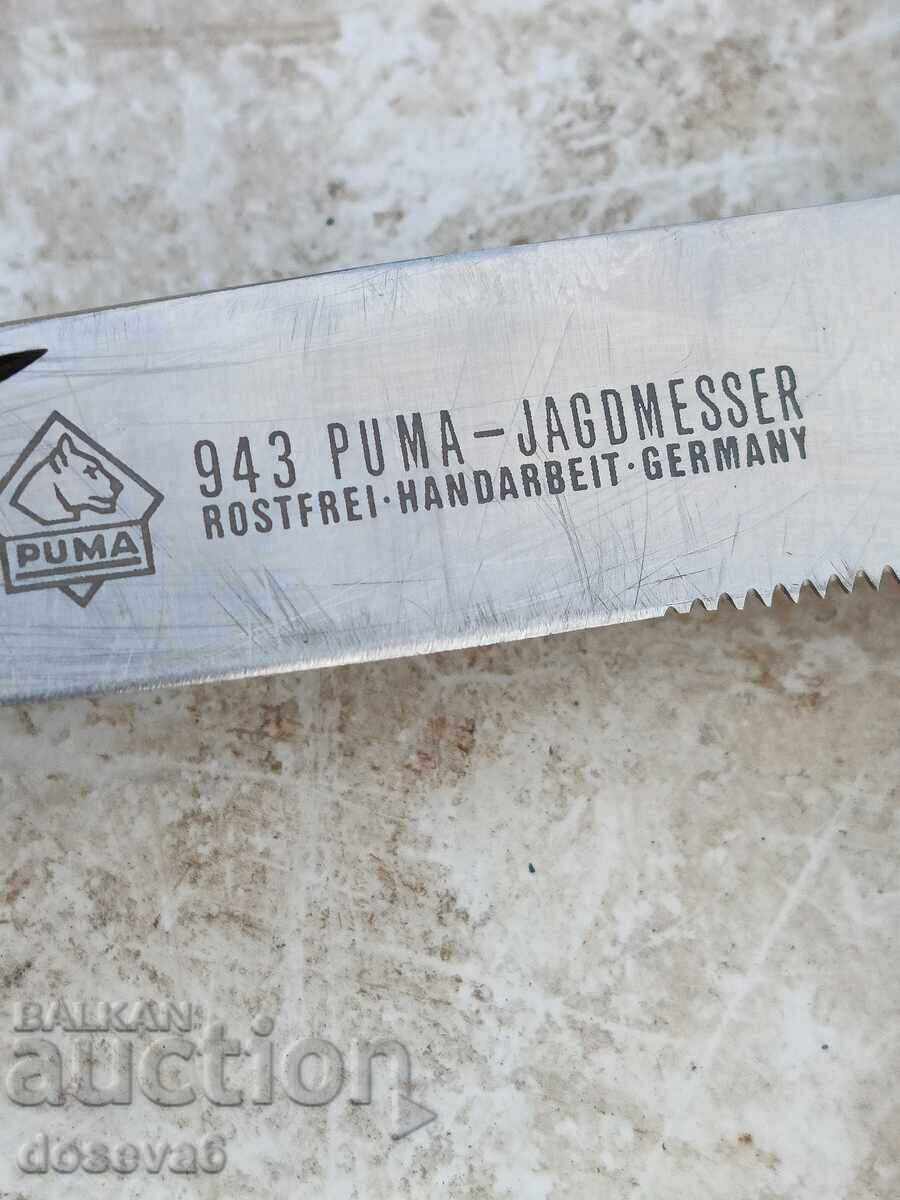 943 PUMA - JAGDMESSER
ROSTFREI · HANDARBEIT · GERMANY
PUMA
BALKAN
auction
doseva6